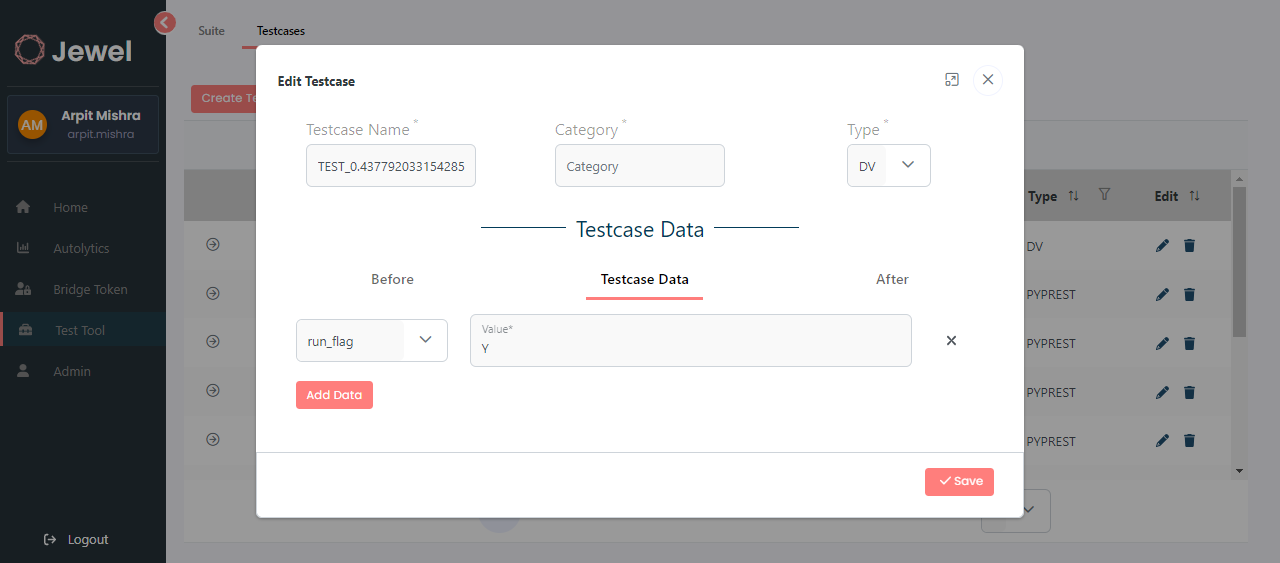 Jewel
AM
Arpit Mishra
arpit.mishra
Home
Autolytics
Bridge Token
Test Tool
Admin
Logout
Suite
Testcases
Create Te
Edit Testcase
Testcase Name *
Category *
Type *
TEST_0.437792033154285
Category
DV
Testcase Data
Before
Testcase Data
After
run_flag
Value*
Y
Add Data
Save
Type
Edit
DV
PYPREST
PYPREST
PYPREST
PYPREST